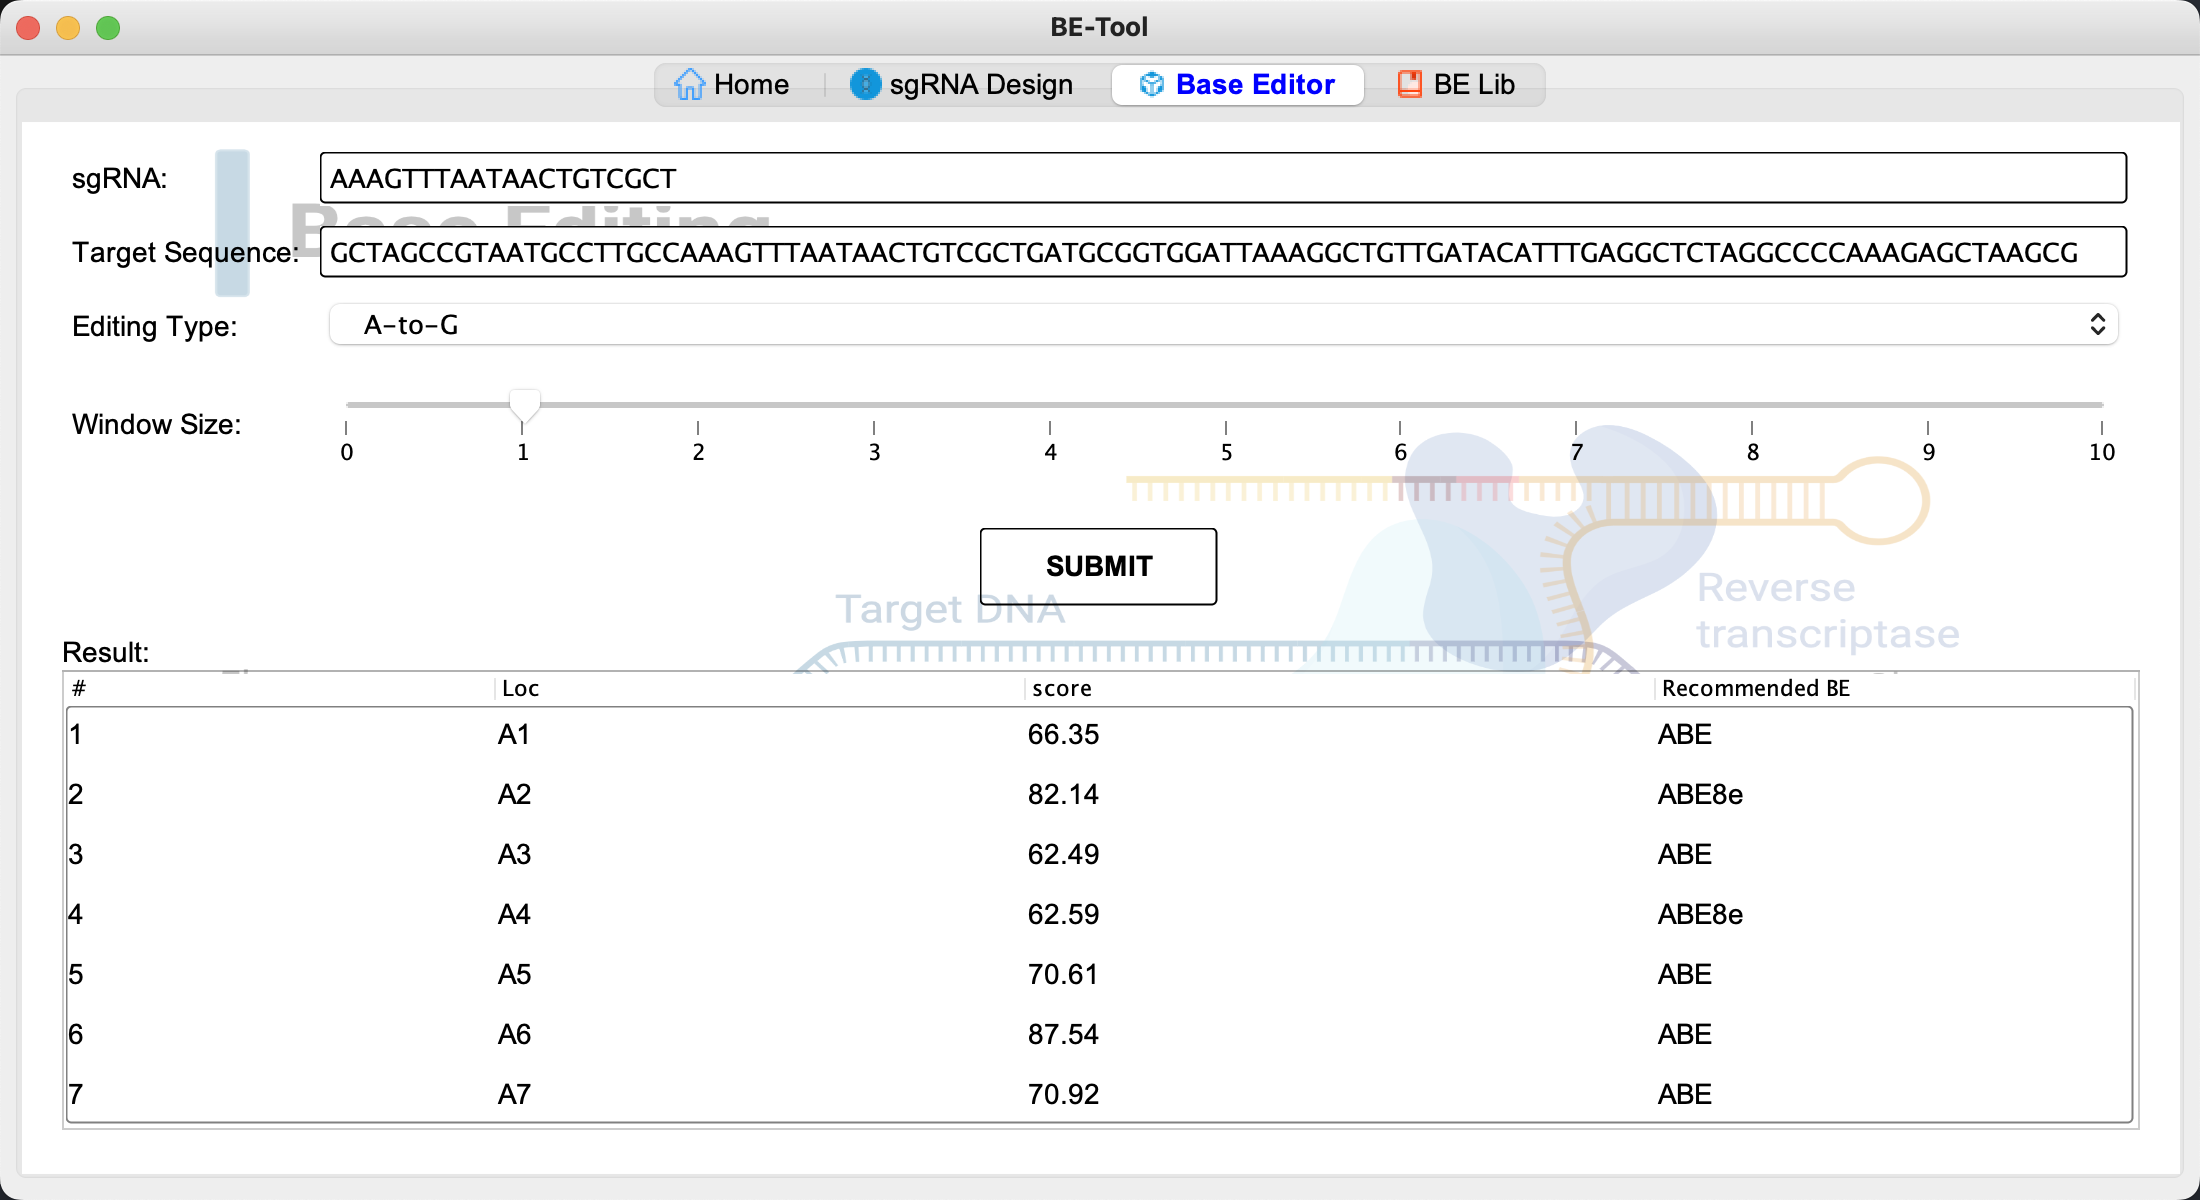 BE-Tool
Home
sgRNA Design
Base Editor
BE Lib
sgRNA:
AAAGTTTAATAACTGTCGCT
Base Editing
Target Sequence:
GCTAGCCGTAATGCCTTGCCAAAGTTTAATAACTGTCGCTGATGCGGTGGATTAAAGGCTGTTGATACATTTGAGGCTCTAGGCCCCAAAGAGCTAAGCG
Editing Type:
A-to-G
Window Size:
0 1 2 3 4 5 6 7 8 9 10
SUBMIT
Target DNA
Reverse
transcriptase
Result:
# Loc score Recommended BE
1 A1 66.35 ABE
2 A2 82.14 ABE8e
3 A3 62.49 ABE
4 A4 62.59 ABE8e
5 A5 70.61 ABE
6 A6 87.54 ABE
7 A7 70.92 ABE